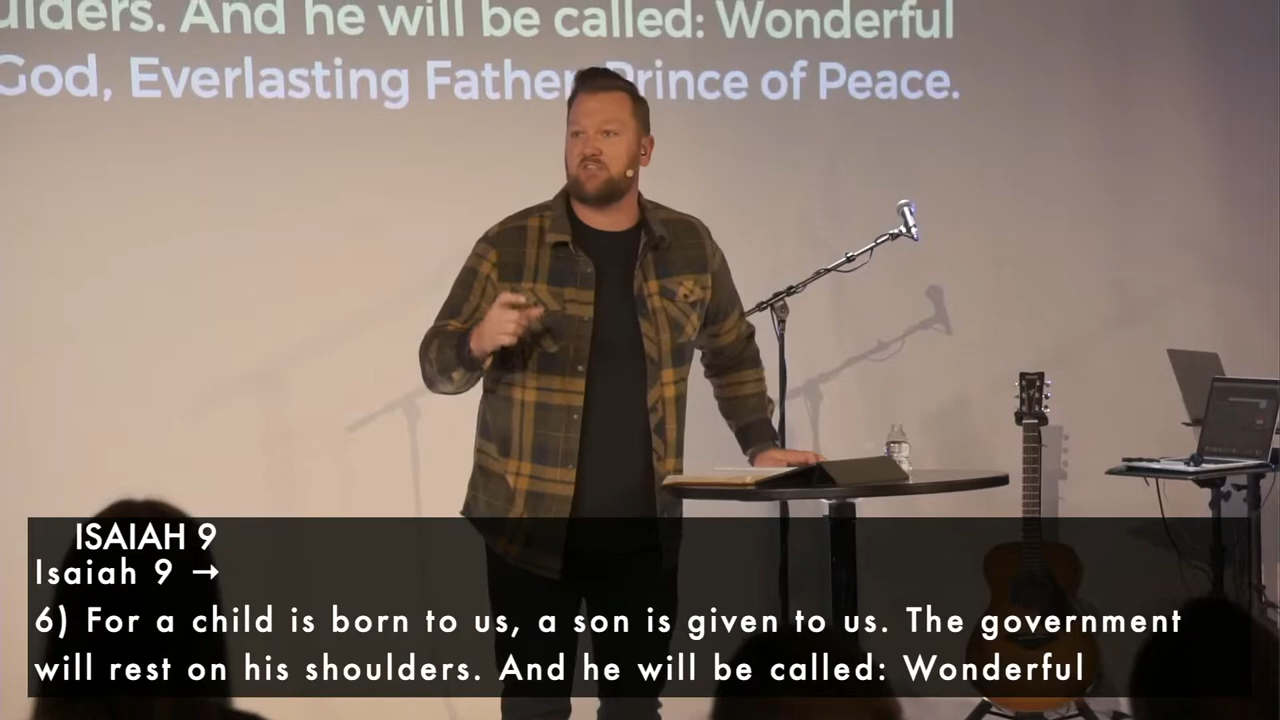 ulders. And he will be called: Wonderful
God, Everlasting Father, Prince of Peace.
ISAIAH 9
Isaiah 9 →
6) For a child is born to us, a son is given to us. The government
will rest on his shoulders. And he will be called: Wonderful